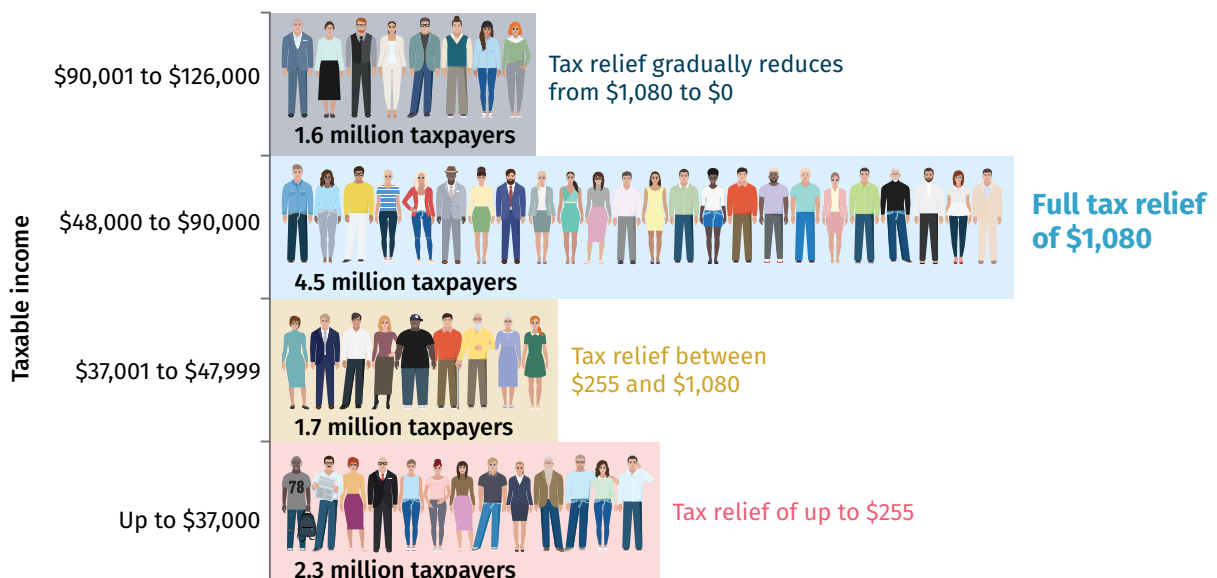 $90,001 to $126,000
Tax relief gradually reduces
from $1,080 to $0
1.6 million taxpayers
$48,000 to $90,000
Full tax relief
of $1,080
4.5 million taxpayers
Taxable income
$37,001 to $47,999
Tax relief between
$255 and $1,080
1.7 million taxpayers
78
Up to $37,000
Tax relief of up to $255
2.3 million taxpayers